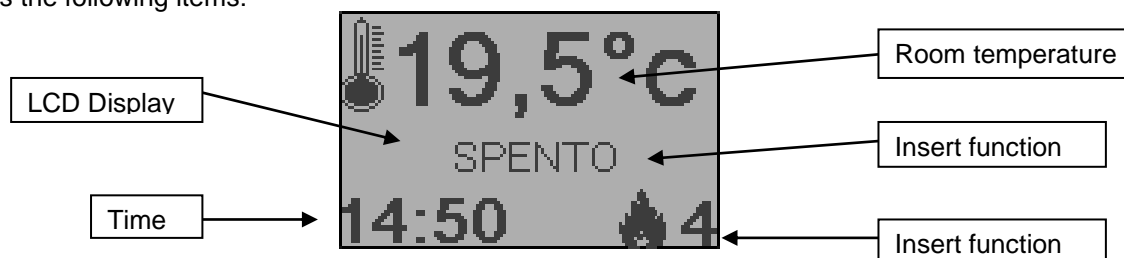 s the following items:
19,5°c
Room temperature
LCD Display
SPENTO
Insert function
Time
14:50
4
Insert function